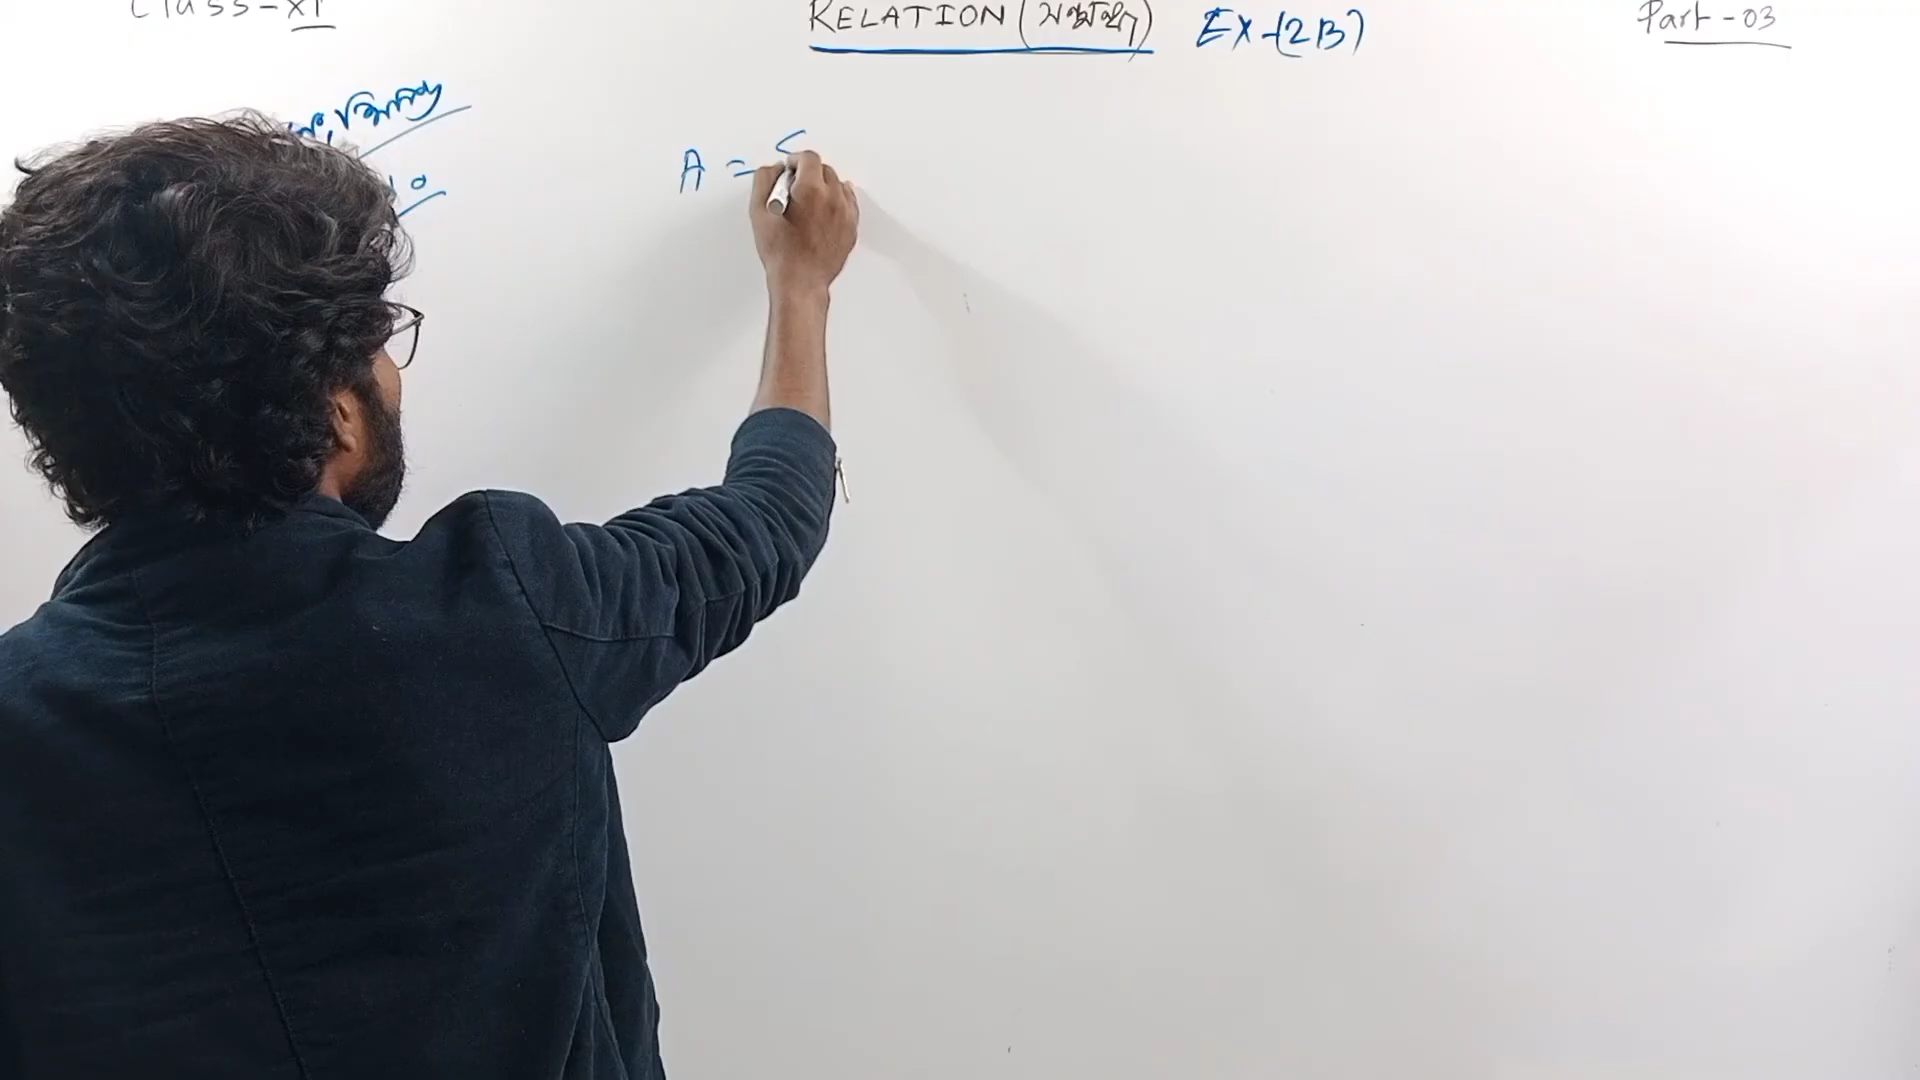 Class-XI
RELATION (সম্বন্ধ) EX-(2B)
Part-03
A = {